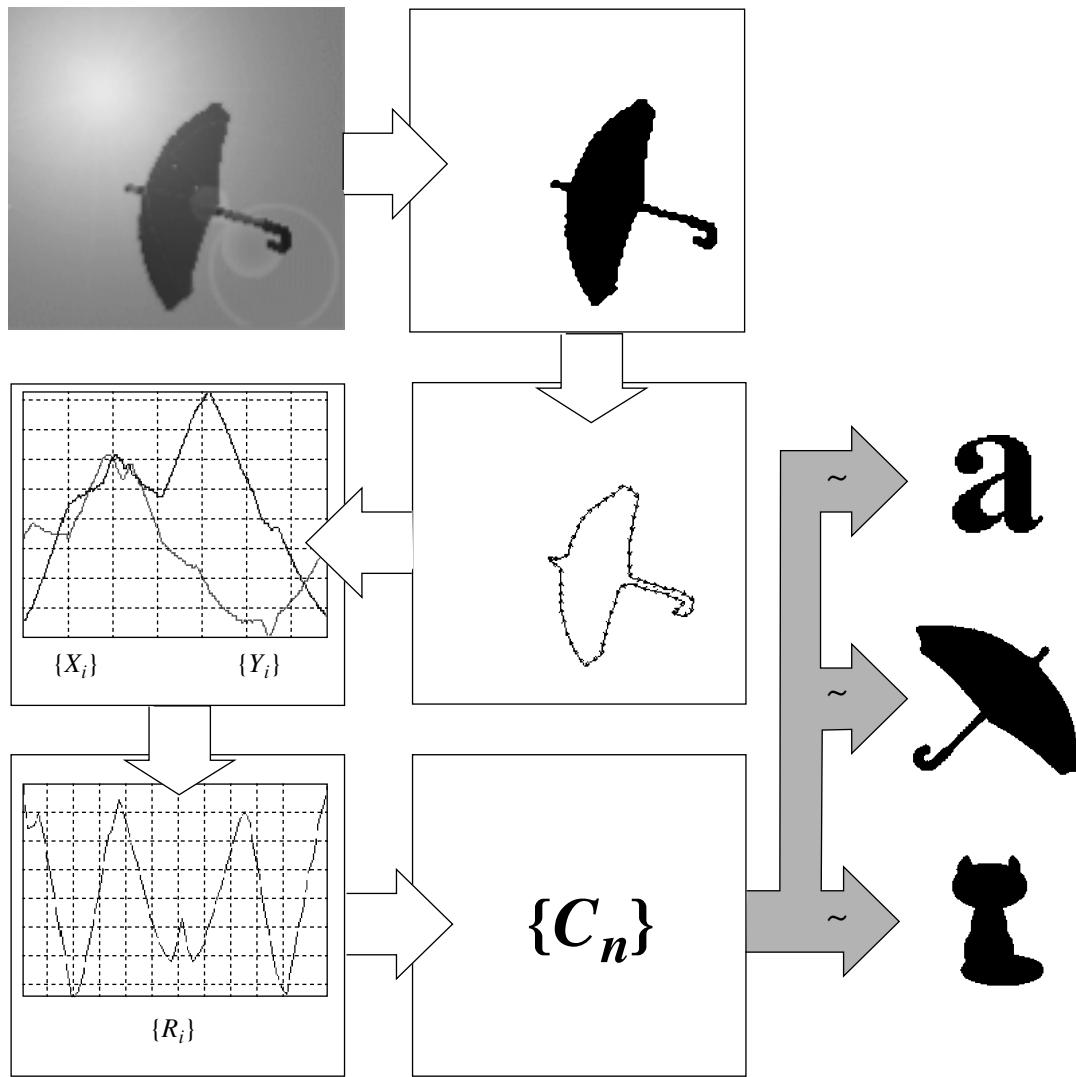 {X_i} {Y_i}
{R_i}
{C_n}
~
a
~
~